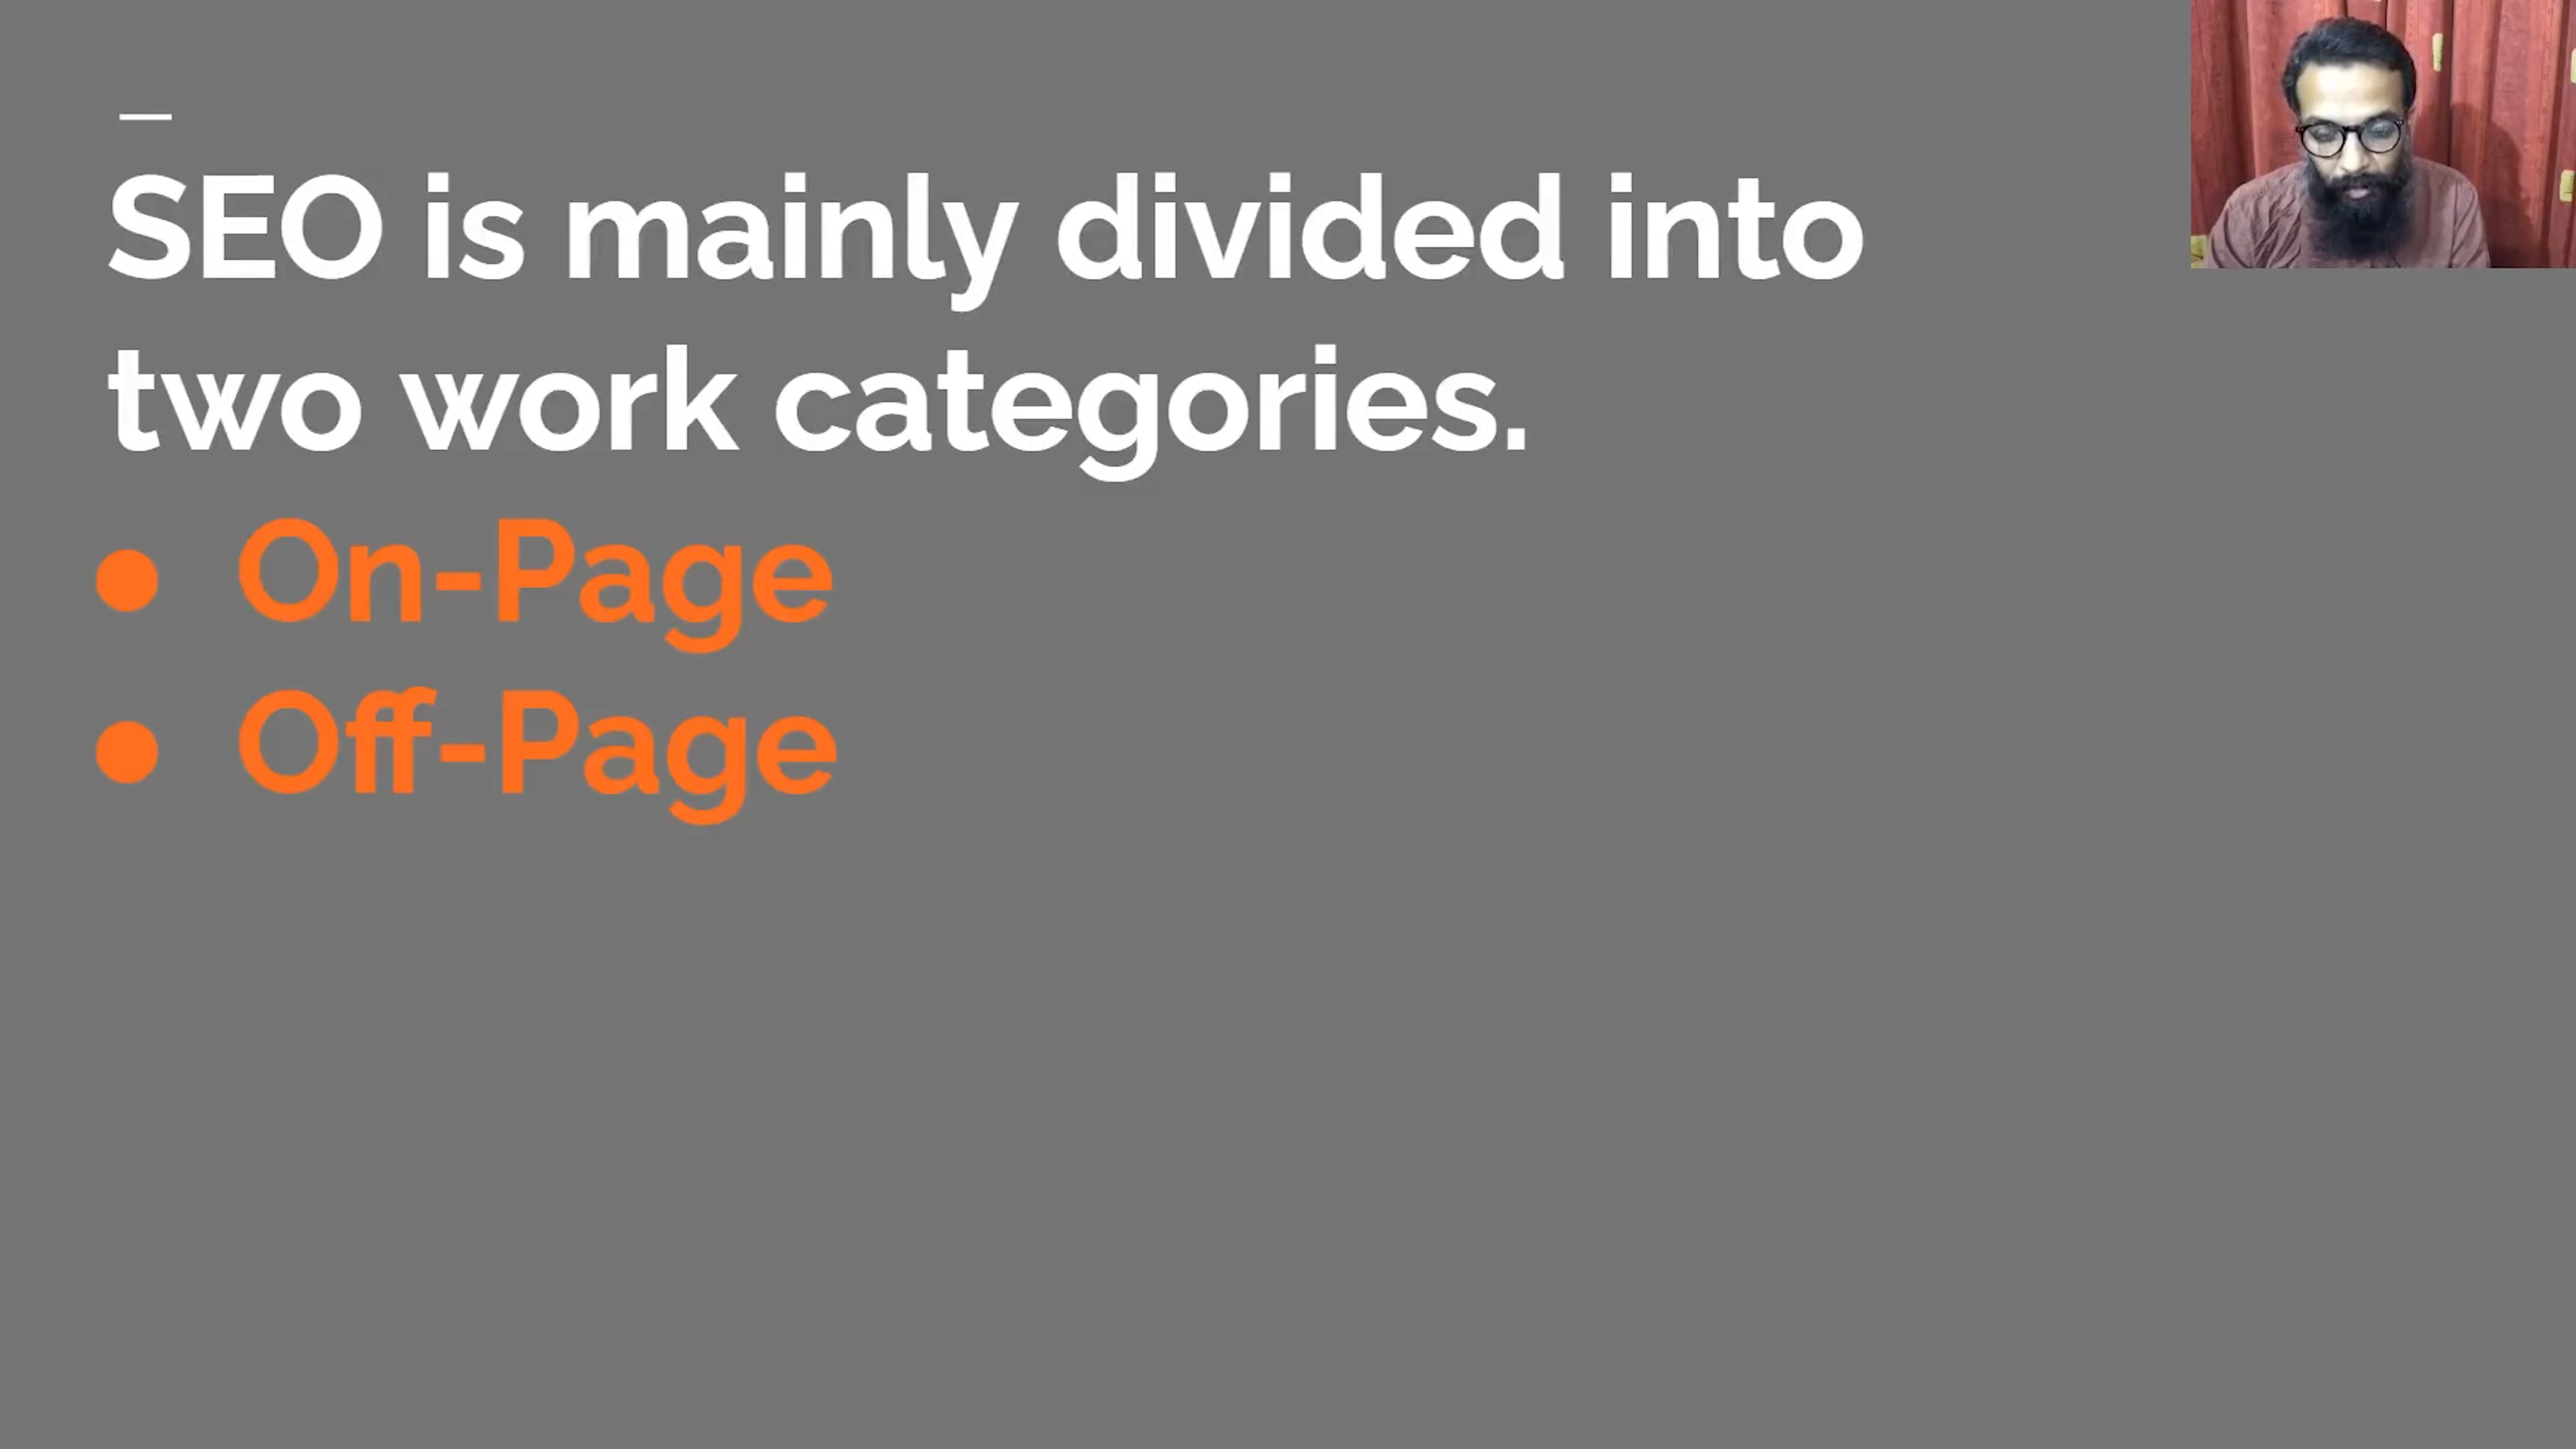 SEO is mainly divided into
two work categories.
● On-Page
● Off-Page